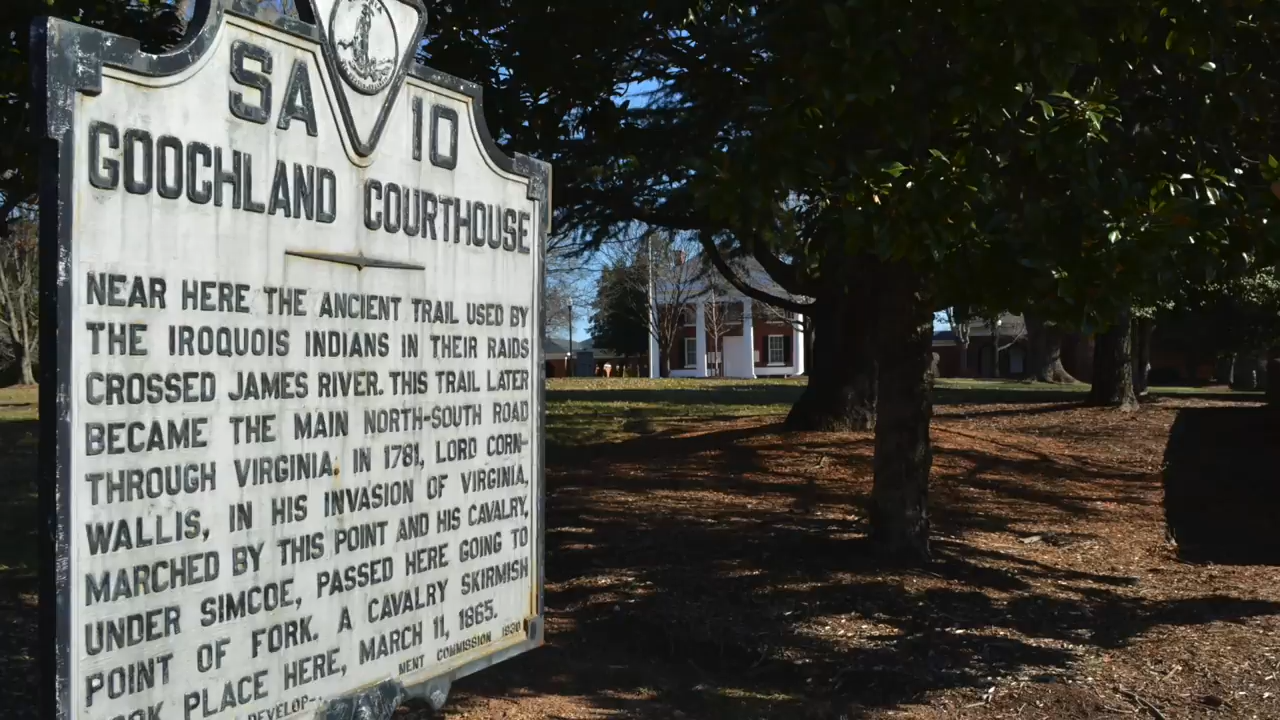 SA 10
GOOCHLAND COURTHOUSE
NEAR HERE THE ANCIENT TRAIL USED BY
THE IROQUOIS INDIANS IN THEIR RAIDS
CROSSED JAMES RIVER. THIS TRAIL LATER
BECAME THE MAIN NORTH-SOUTH ROAD
THROUGH VIRGINIA. IN 1781, LORD CORN-
WALLIS, IN HIS INVASION OF VIRGINIA,
MARCHED BY THIS POINT AND HIS CAVALRY,
UNDER SIMCOE, PASSED HERE GOING TO
POINT OF FORK. A CAVALRY SKIRMISH
PLACE HERE, MARCH 11, 1865.
DEVELOP- MENT COMMISSION 1930